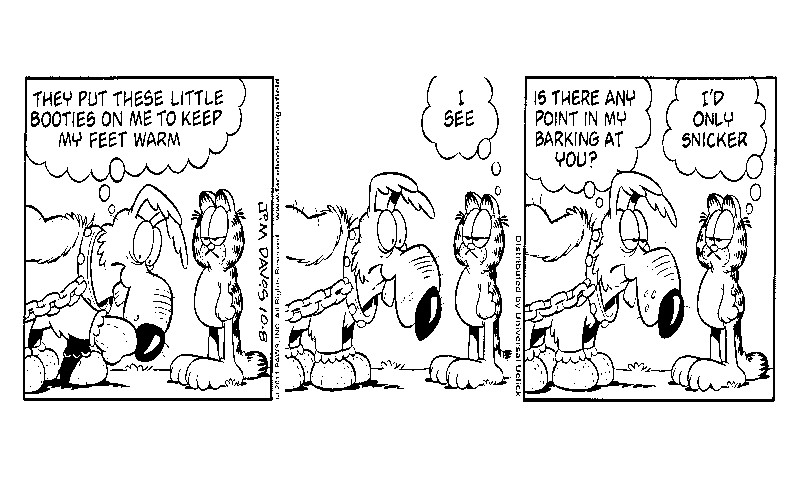 THEY PUT THESE LITTLE
BOOTIES ON ME TO KEEP
MY FEET WARM
JIM DAVIS 10-8
I
SEE
IS THERE ANY
POINT IN MY
BARKING AT
YOU?
I'D
ONLY
SNICKER
Distributed by Universal Uclick